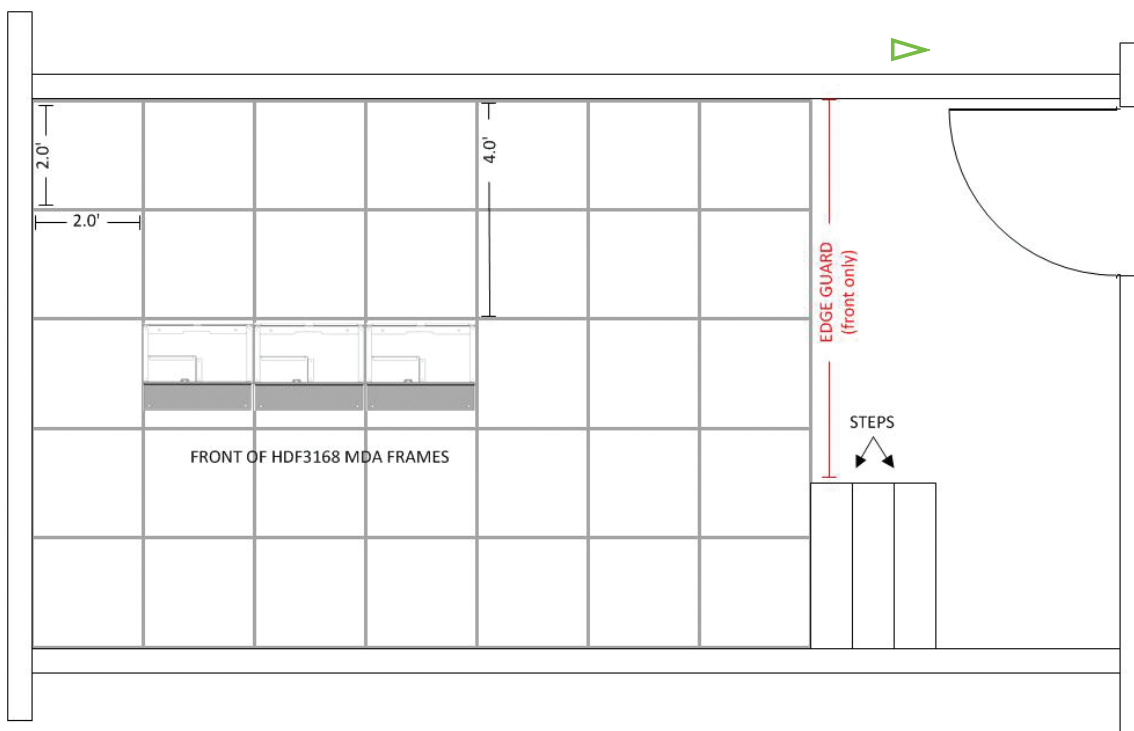 2.0'
4.0'
2.0'
EDGE GUARD
(front only)
STEPS
FRONT OF HDF3168 MDA FRAMES